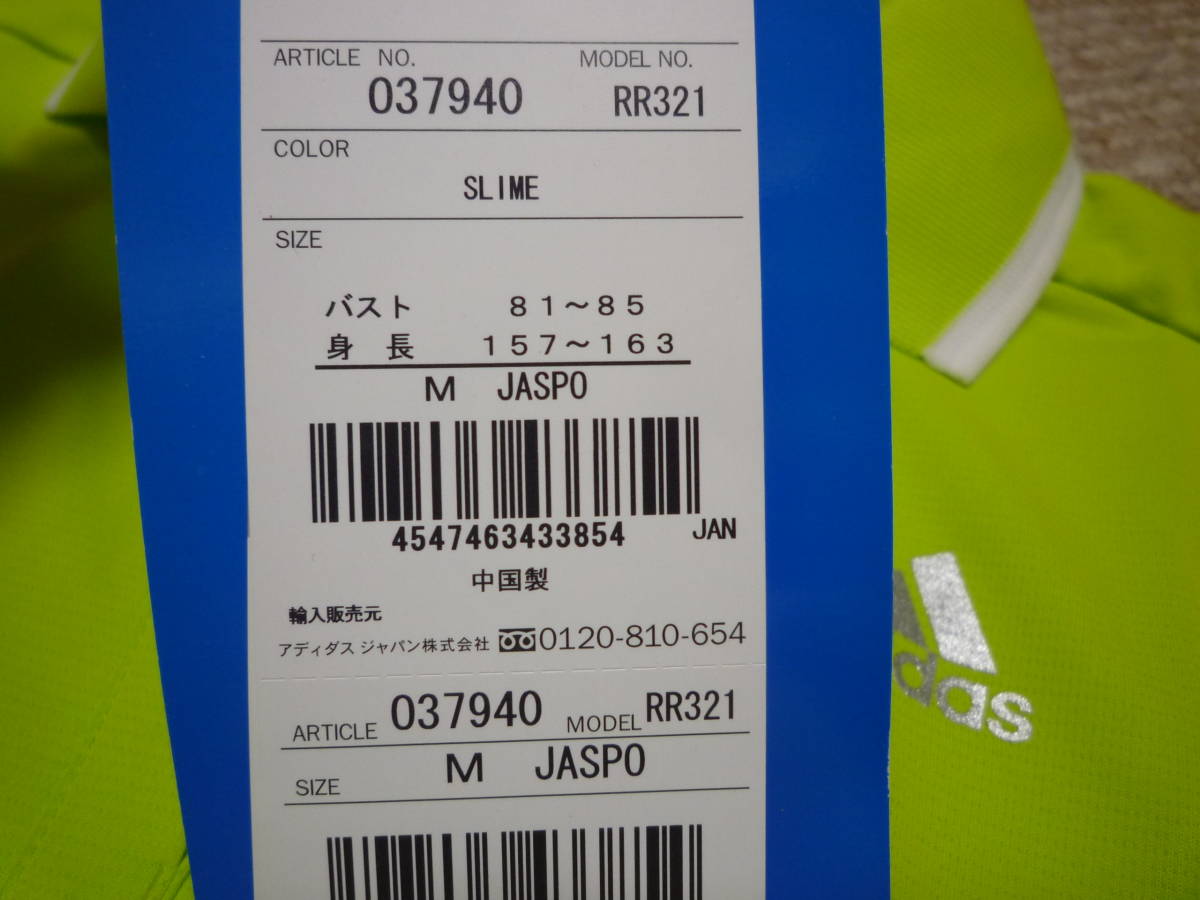 ARTICLE NO. MODEL NO.
037940 RR321
COLOR
SLIME
SIZE
バスト 81〜85
身長 157〜163
M JASPO
4547463433854 JAN
中国製
輸入販売元
アディダス ジャパン株式会社 0120-810-654
ARTICLE 037940 MODEL RR321
SIZE M JASPO
das